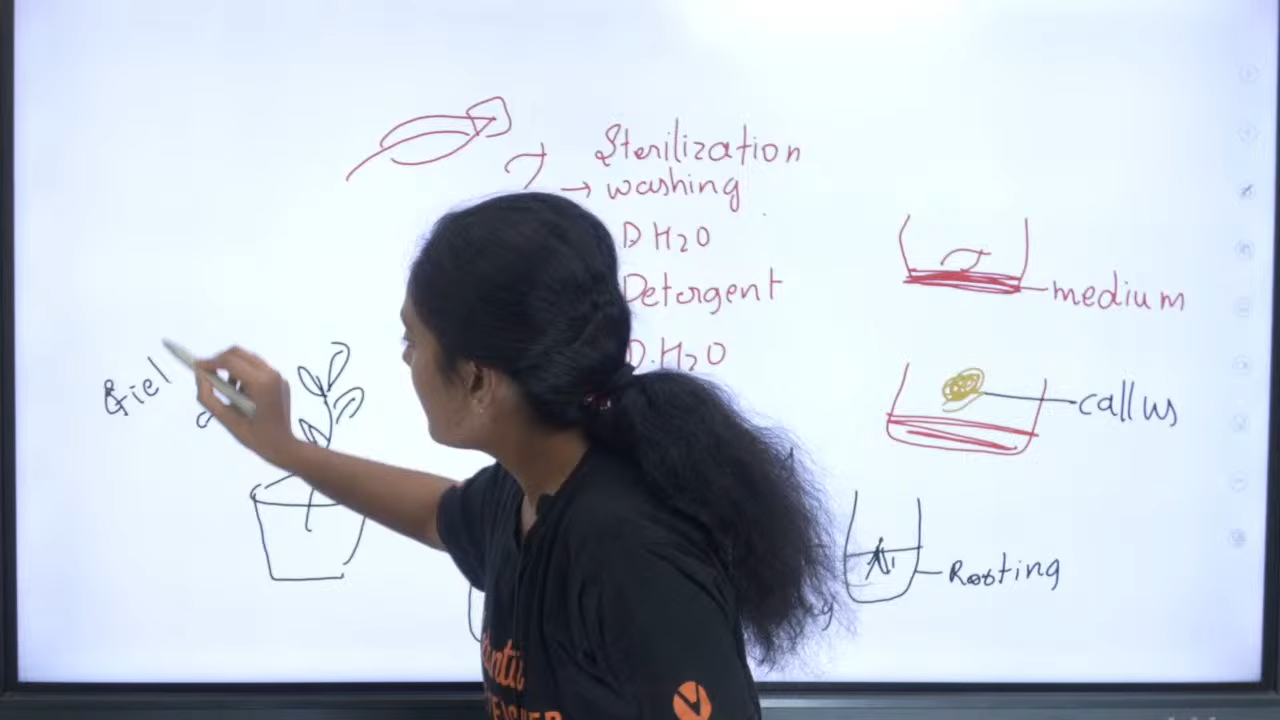 Sterilization
→ washing
D H2O
Detergent
D.H2O
medium
callus
Rooting
Fiel